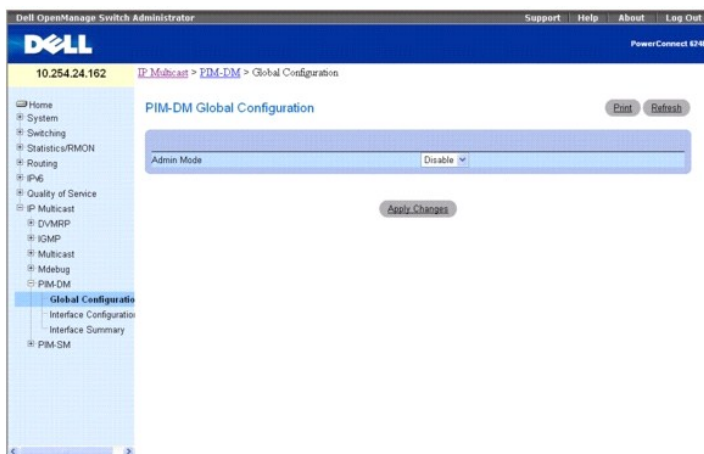 Dell OpenManage Switch Administrator
Support Help About Log Out
DELL
PowerConnect 624
10.254.24.162
IP Multicast > PIM-DM > Global Configuration
Home
System
Switching
Statistics/RMON
Routing
IPv6
Quality of Service
IP Multicast
DVMRP
IGMP
Multicast
Mdebug
PIM-DM
Global Configuratio
Interface Configuration
Interface Summary
PIM-SM
PIM-DM Global Configuration
Print Refresh
Admin Mode Disable
Apply Changes